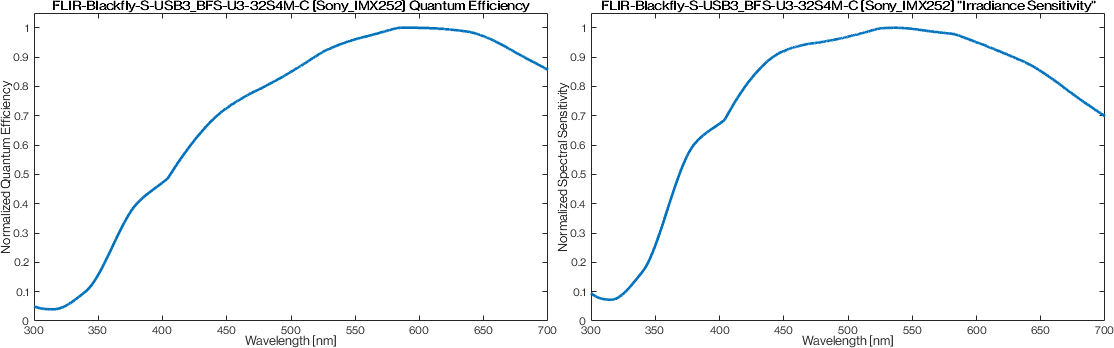 FLIR-Blackfly-S-USB3_BFS-U3-32S4M-C [Sony_IMX252] Quantum Efficiency
Normalized Quantum Efficiency
1
0.9
0.8
0.7
0.6
0.5
0.4
0.3
0.2
0.1
0
300 350 400 450 500 550 600 650 700
Wavelength [nm]
FLIR-Blackfly-S-USB3_BFS-U3-32S4M-C [Sony_IMX252] "Irradiance Sensitivity"
Normalized Spectral Sensitivity
1
0.9
0.8
0.7
0.6
0.5
0.4
0.3
0.2
0.1
0
300 350 400 450 500 550 600 650 700
Wavelength [nm]